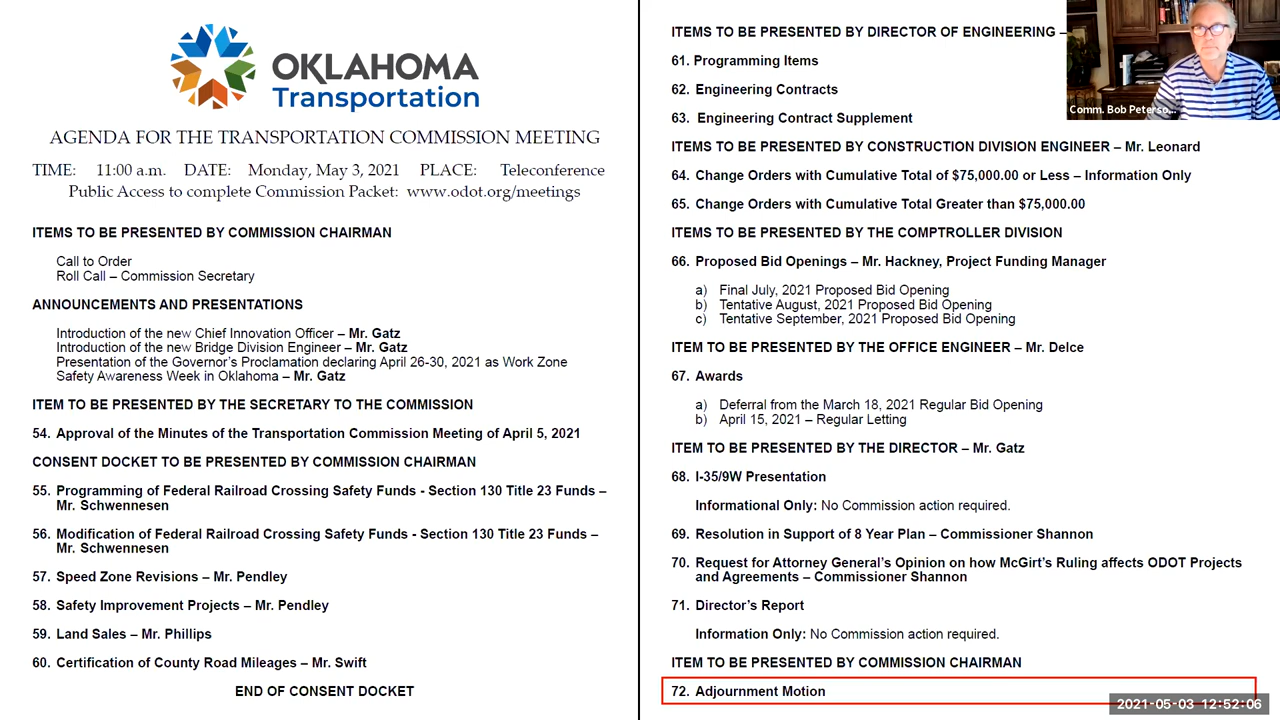 OKLAHOMA
Transportation
AGENDA FOR THE TRANSPORTATION COMMISSION MEETING
TIME: 11:00 a.m. DATE: Monday, May 3, 2021 PLACE: Teleconference
Public Access to complete Commission Packet: www.odot.org/meetings
ITEMS TO BE PRESENTED BY COMMISSION CHAIRMAN
Call to Order
Roll Call – Commission Secretary
ANNOUNCEMENTS AND PRESENTATIONS
Introduction of the new Chief Innovation Officer – Mr. Gatz
Introduction of the new Bridge Division Engineer – Mr. Gatz
Presentation of the Governor's Proclamation declaring April 26-30, 2021 as Work Zone
Safety Awareness Week in Oklahoma – Mr. Gatz
ITEM TO BE PRESENTED BY THE SECRETARY TO THE COMMISSION
54. Approval of the Minutes of the Transportation Commission Meeting of April 5, 2021
CONSENT DOCKET TO BE PRESENTED BY COMMISSION CHAIRMAN
55. Programming of Federal Railroad Crossing Safety Funds - Section 130 Title 23 Funds –
Mr. Schwennesen
56. Modification of Federal Railroad Crossing Safety Funds - Section 130 Title 23 Funds –
Mr. Schwennesen
57. Speed Zone Revisions – Mr. Pendley
58. Safety Improvement Projects – Mr. Pendley
59. Land Sales – Mr. Phillips
60. Certification of County Road Mileages – Mr. Swift
END OF CONSENT DOCKET
ITEMS TO BE PRESENTED BY DIRECTOR OF ENGINEERING –
61. Programming Items
62. Engineering Contracts
63. Engineering Contract Supplement
ITEMS TO BE PRESENTED BY CONSTRUCTION DIVISION ENGINEER – Mr. Leonard
64. Change Orders with Cumulative Total of $75,000.00 or Less – Information Only
65. Change Orders with Cumulative Total Greater than $75,000.00
ITEMS TO BE PRESENTED BY THE COMPTROLLER DIVISION
66. Proposed Bid Openings – Mr. Hackney, Project Funding Manager
a) Final July, 2021 Proposed Bid Opening
b) Tentative August, 2021 Proposed Bid Opening
c) Tentative September, 2021 Proposed Bid Opening
ITEM TO BE PRESENTED BY THE OFFICE ENGINEER – Mr. Delce
67. Awards
a) Deferral from the March 18, 2021 Regular Bid Opening
b) April 15, 2021 – Regular Letting
ITEM TO BE PRESENTED BY THE DIRECTOR – Mr. Gatz
68. I-35/9W Presentation
Informational Only: No Commission action required.
69. Resolution in Support of 8 Year Plan – Commissioner Shannon
70. Request for Attorney General's Opinion on how McGirt's Ruling affects ODOT Projects
and Agreements – Commissioner Shannon
71. Director's Report
Information Only: No Commission action required.
ITEM TO BE PRESENTED BY COMMISSION CHAIRMAN
72. Adjournment Motion
Comm. Bob Peterso...
2021-05-03 12:52:06